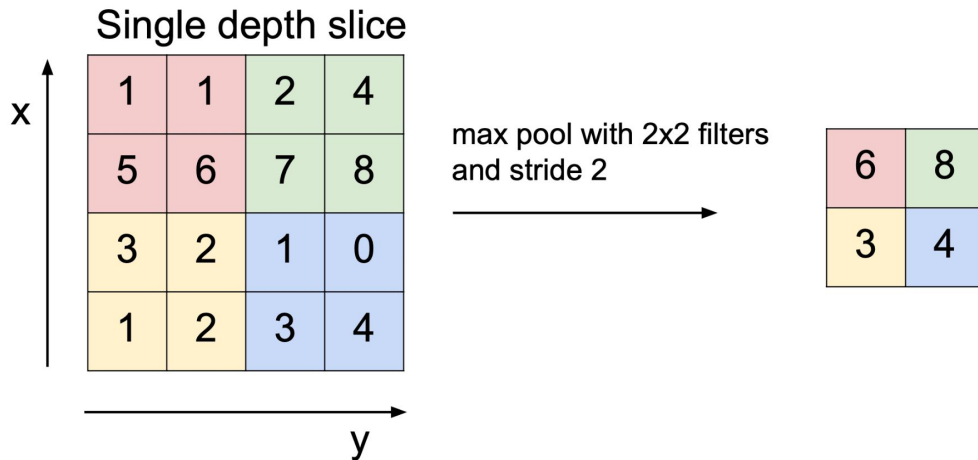 Single depth slice
x
1 1 2 4
5 6 7 8
3 2 1 0
1 2 3 4
y
max pool with 2x2 filters
and stride 2
6 8
3 4